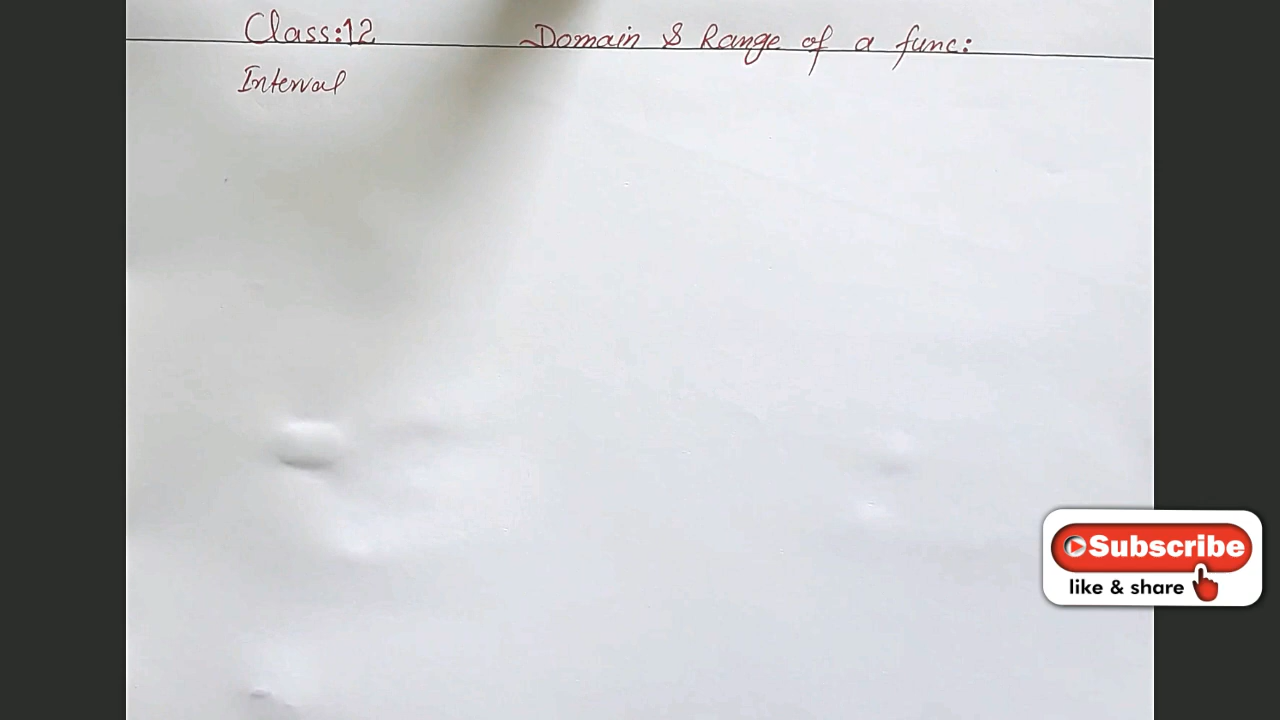 Class:12 Domain & Range of a func:
Interval
Subscribe
like & share